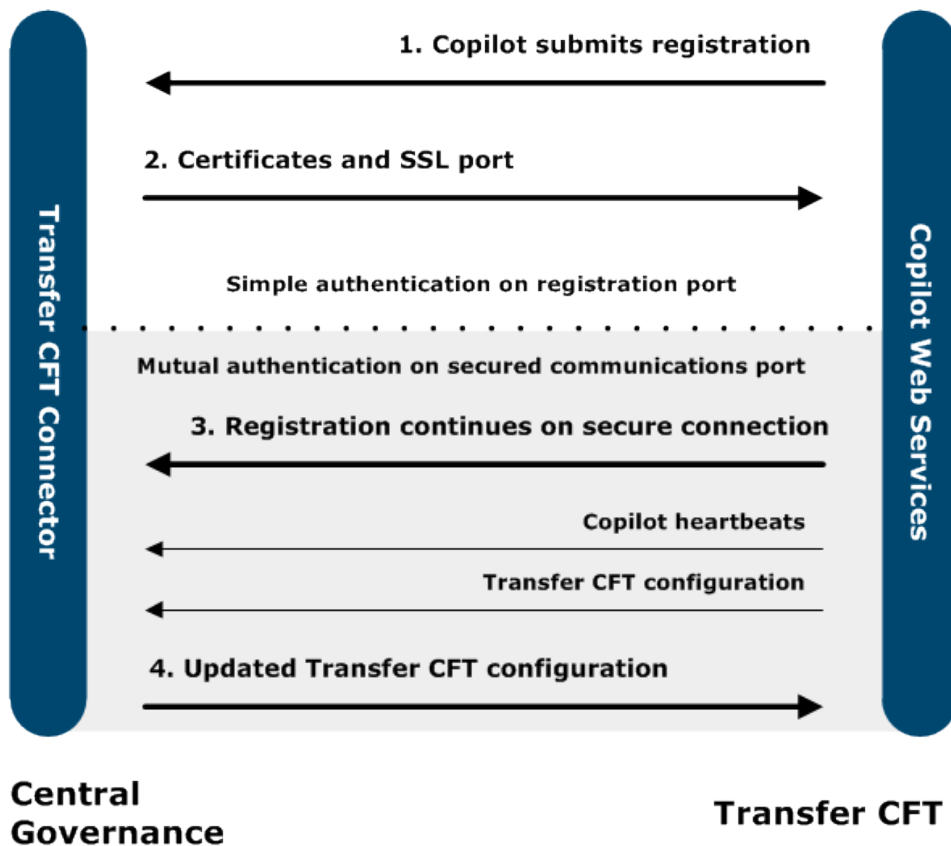 1. Copilot submits registration
2. Certificates and SSL port
Transfer CFT Connector
Copilot Web Services
Simple authentication on registration port
Mutual authentication on secured communications port
3. Registration continues on secure connection
Copilot heartbeats
Transfer CFT configuration
4. Updated Transfer CFT configuration
Central
Governance
Transfer CFT